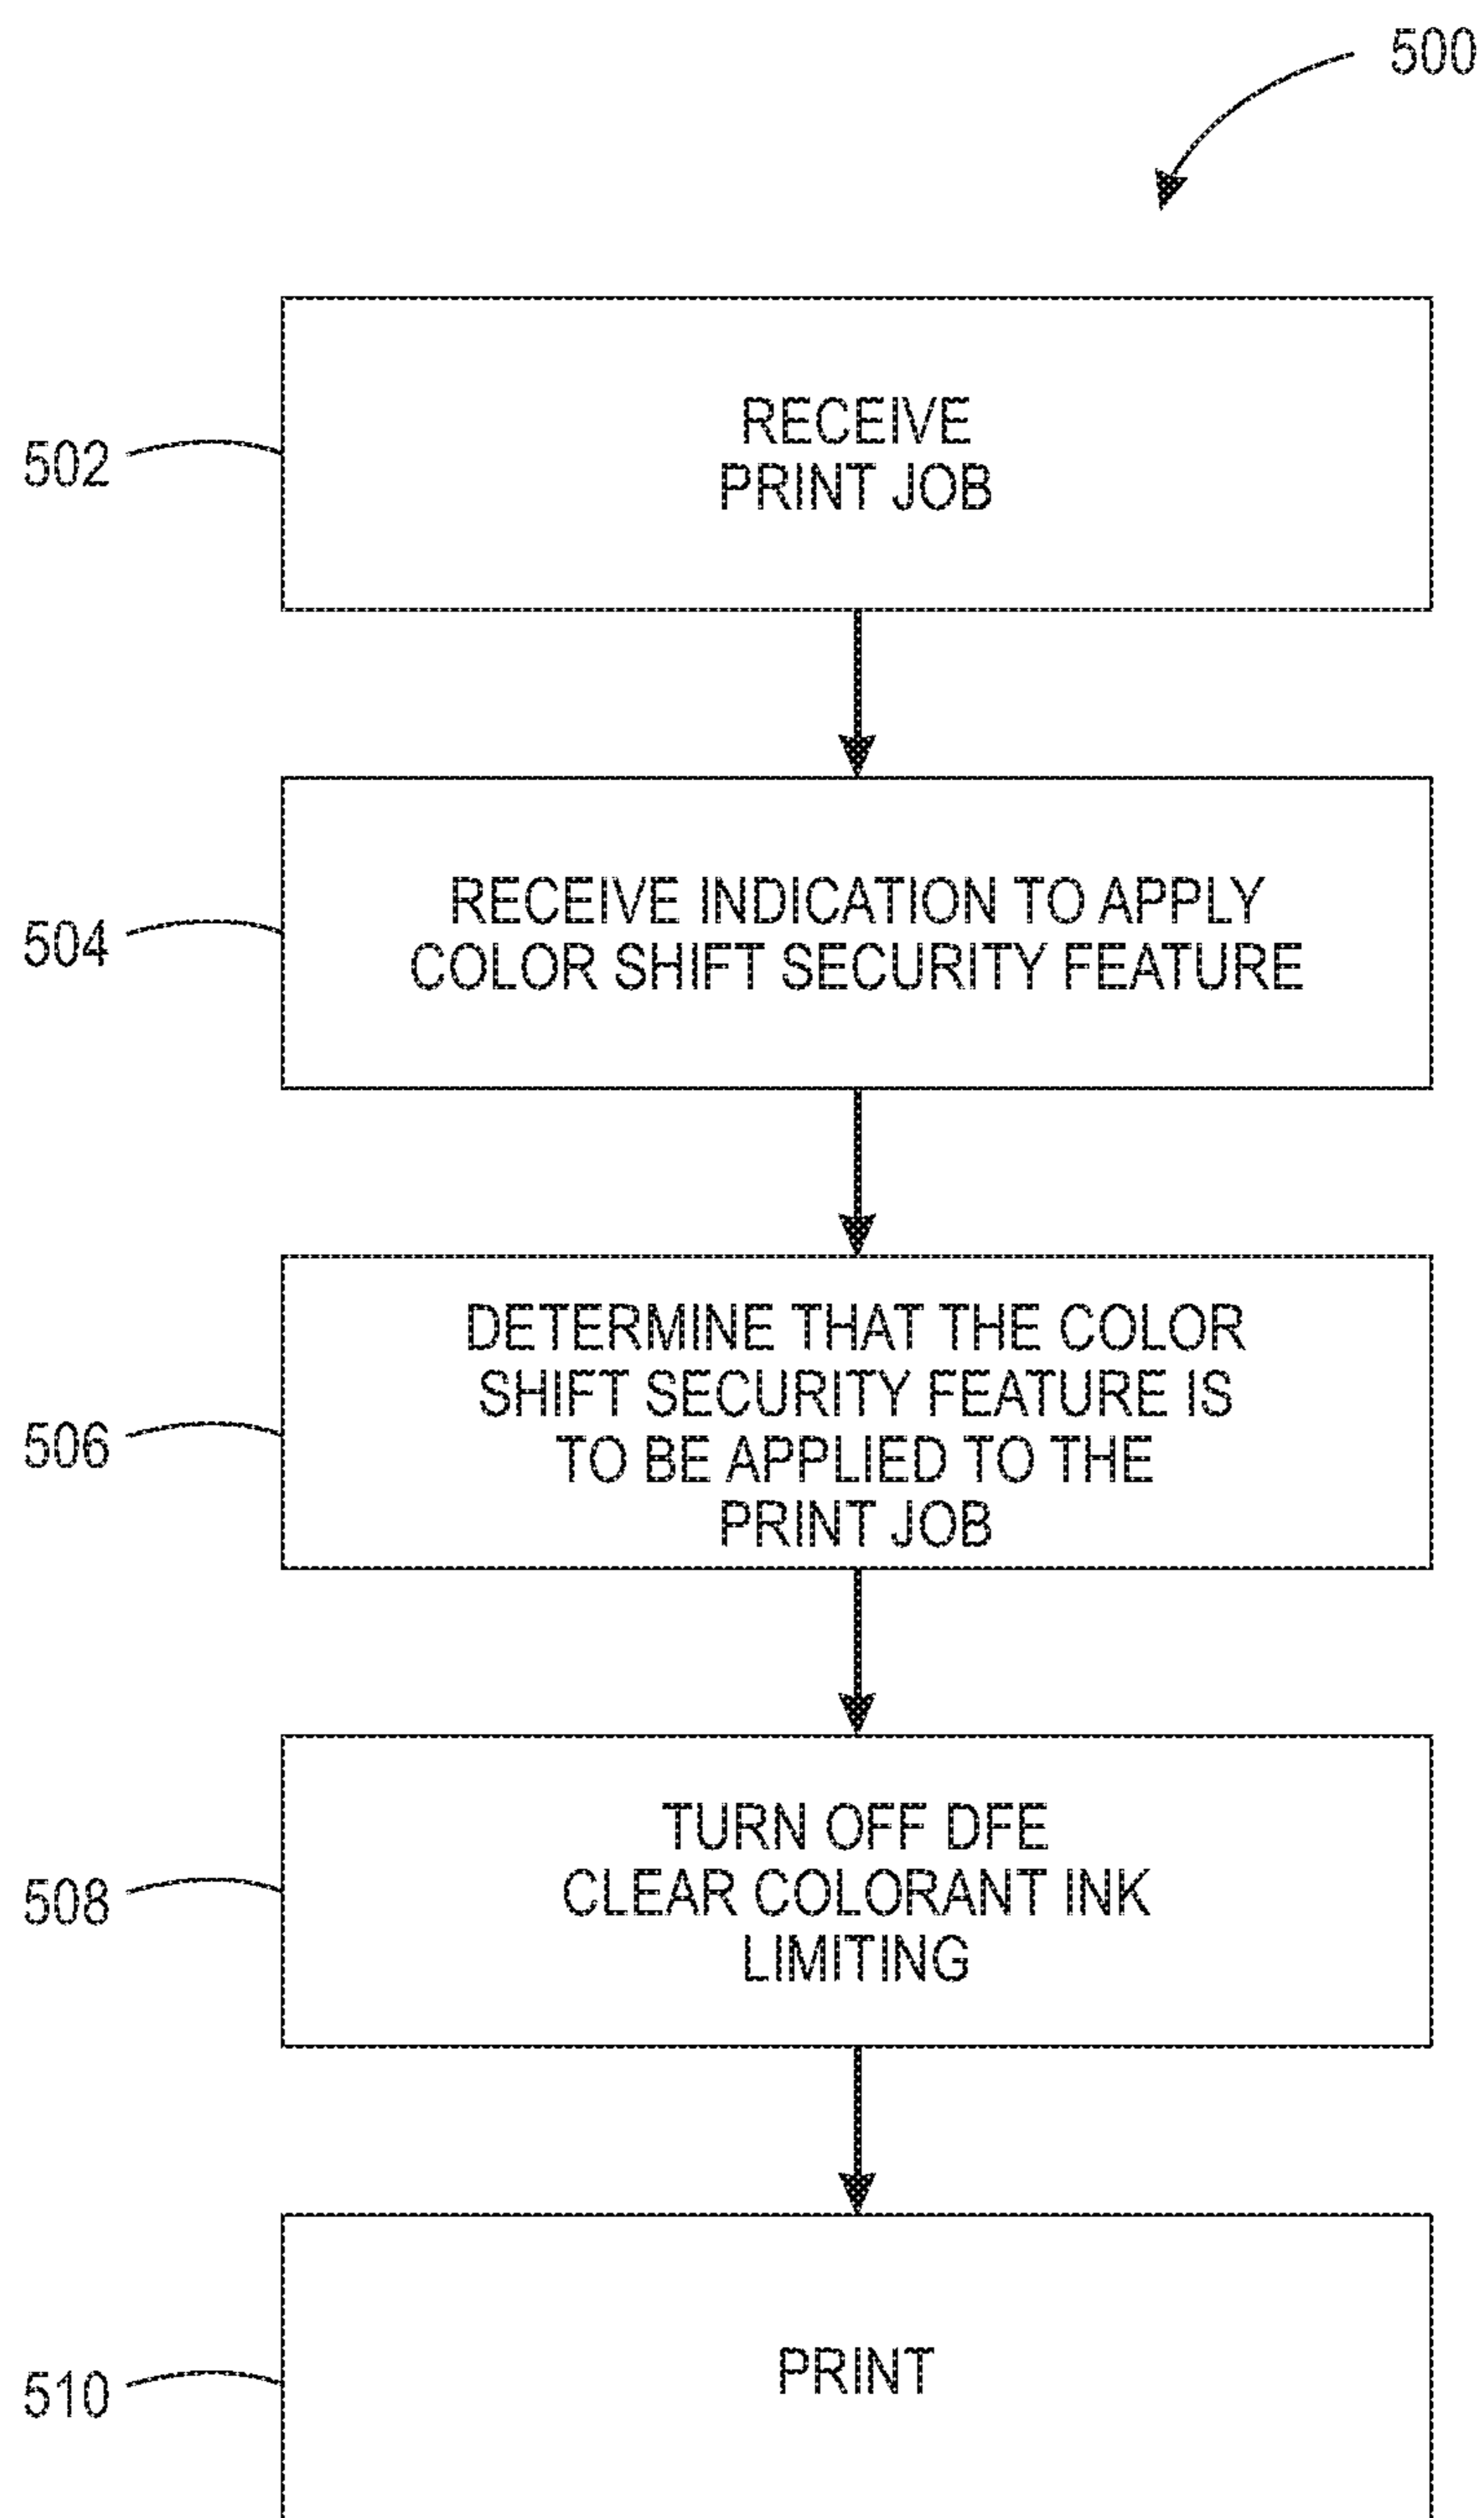 500
502
RECEIVE
PRINT JOB
504
RECEIVE INDICATION TO APPLY
COLOR SHIFT SECURITY FEATURE
506
DETERMINE THAT THE COLOR
SHIFT SECURITY FEATURE IS
TO BE APPLIED TO THE
PRINT JOB
508
TURN OFF DFE
CLEAR COLORANT INK
LIMITING
510
PRINT